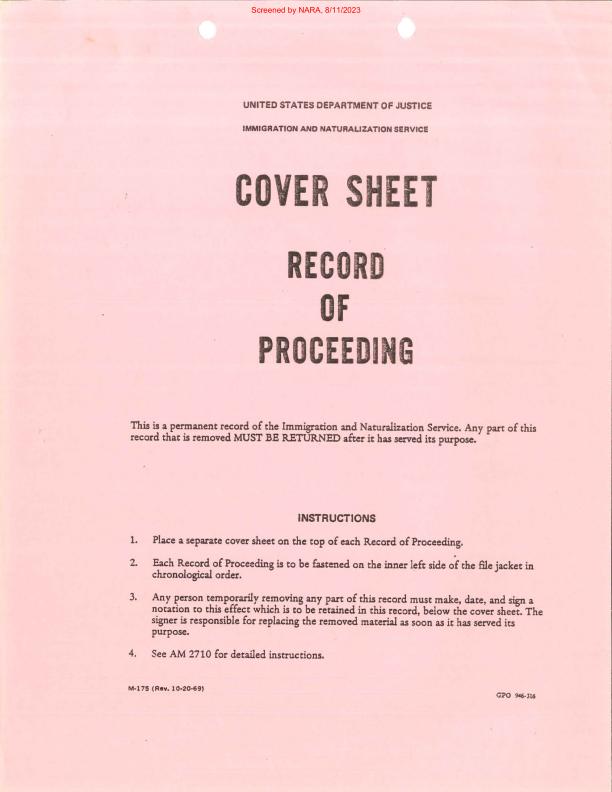 Screened by NARA, 8/11/2023
UNITED STATES DEPARTMENT OF JUSTICE
IMMIGRATION AND NATURALIZATION SERVICE
COVER SHEET
RECORD
OF
PROCEEDING
This is a permanent record of the Immigration and Naturalization Service. Any part of this
record that is removed MUST BE RETURNED after it has served its purpose.
INSTRUCTIONS
1. Place a separate cover sheet on the top of each Record of Proceeding.
2. Each Record of Proceeding is to be fastened on the inner left side of the file jacket in
chronological order.
3. Any person temporarily removing any part of this record must make, date, and sign a
notation to this effect which is to be retained in this record, below the cover sheet. The
signer is responsible for replacing the removed material as soon as it has served its
purpose.
4. See AM 2710 for detailed instructions.
M-175 (Rev. 10-20-69)
GPO 946-316